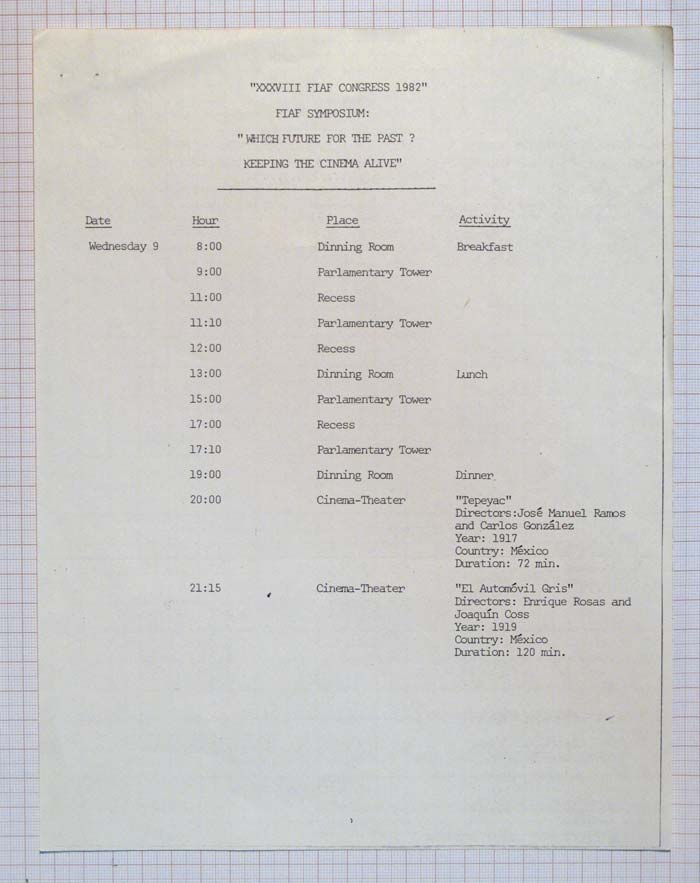 "XXXVIII FIAF CONGRESS 1982"
FIAF SYMPOSIUM:
" WHICH FUTURE FOR THE PAST ?
KEEPING THE CINEMA ALIVE"
Date Hour Place Activity
Wednesday 9 8:00 Dinning Room Breakfast
9:00 Parlamentary Tower
11:00 Recess
11:10 Parlamentary Tower
12:00 Recess
13:00 Dinning Room Lunch
15:00 Parlamentary Tower
17:00 Recess
17:10 Parlamentary Tower
19:00 Dinning Room Dinner
20:00 Cinema-Theater "Tepeyac"
Directors:José Manuel Ramos
and Carlos González
Year: 1917
Country: México
Duration: 72 min.
21:15 Cinema-Theater "El Automóvil Gris"
Directors: Enrique Rosas and
Joaquín Coss
Year: 1919
Country: México
Duration: 120 min.